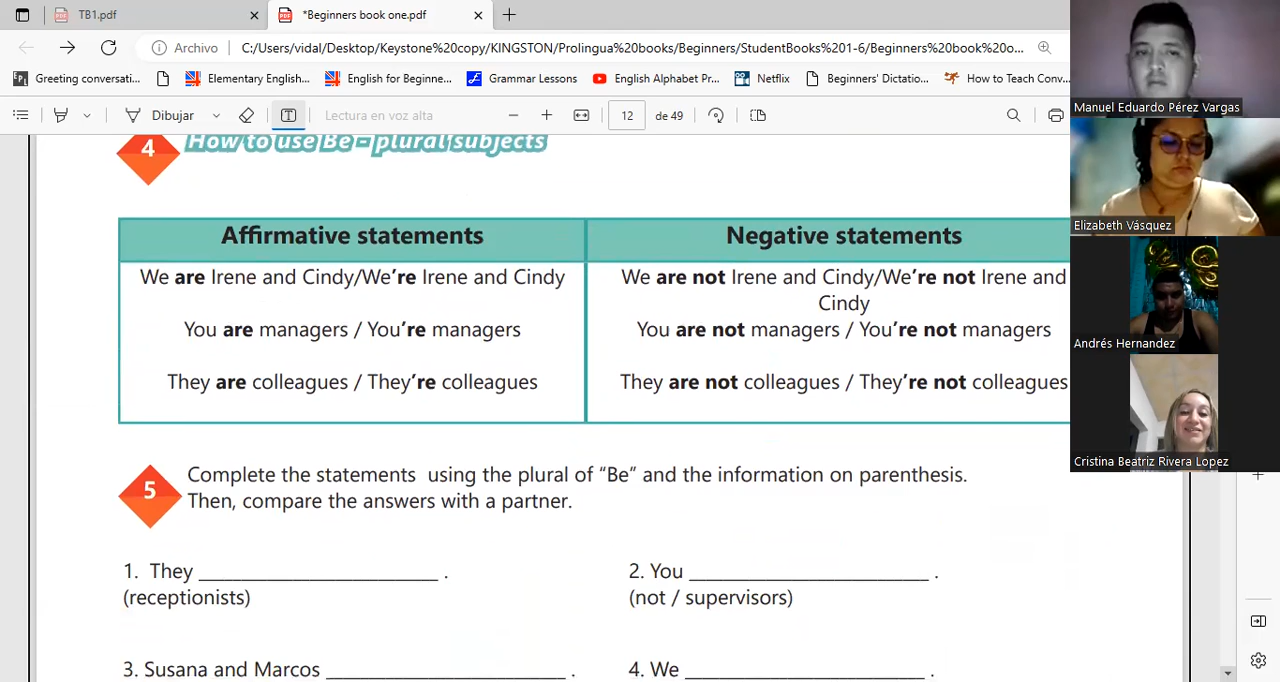 TB1.pdf
*Beginners book one.pdf
Archivo
C:/Users/vidal/Desktop/Keystone%20copy/KINGSTON/Prolingua%20books/Beginners/StudentBooks%201-6/Beginners%20book%20o...
Greeting conversati...
Elementary English...
English for Beginne...
Grammar Lessons
English Alphabet Pr...
Netflix
Beginners' Dictatio...
How to Teach Conv...
Dibujar
Lectura en voz alta
12
de 49
4
How to use Be - plural subjects
Affirmative statements
Negative statements
We are Irene and Cindy/We're Irene and Cindy
We are not Irene and Cindy/We're not Irene and
Cindy
You are managers / You're managers
You are not managers / You're not managers
They are colleagues / They're colleagues
They are not colleagues / They're not colleagues
5
Complete the statements using the plural of "Be" and the information on parenthesis.
Then, compare the answers with a partner.
1. They ________________________ .
2. You ________________________ .
(receptionists)
(not / supervisors)
3. Susana and Marcos ________________________ .
4. We ________________________ .
Manuel Eduardo Pérez Vargas
Elizabeth Vásquez
Andrés Hernandez
Cristina Beatriz Rivera Lopez